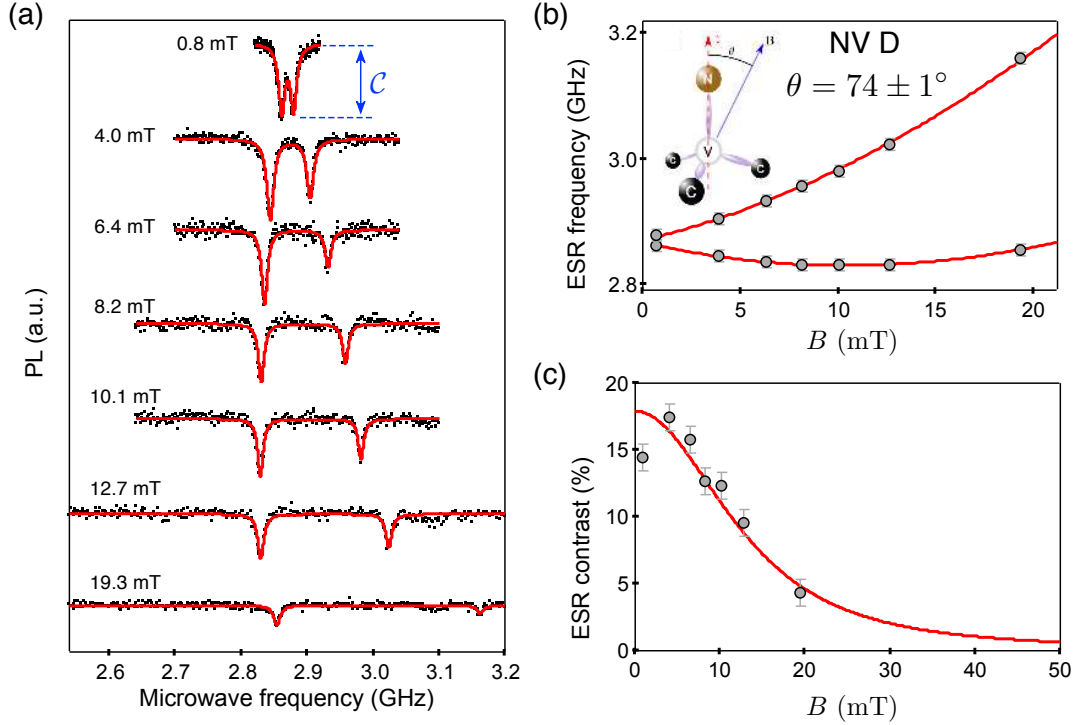 (a)
0.8 mT
C
4.0 mT
6.4 mT
8.2 mT
10.1 mT
12.7 mT
19.3 mT
PL (a.u.)
2.6 2.7 2.8 2.9 3.0 3.1 3.2
Microwave frequency (GHz)
(b)
NV D
θ = 74 ± 1°
θ
B
N
V
C
C
C
3.2
3.0
2.8
ESR frequency (GHz)
0 5 10 15 20
B (mT)
(c)
20
15
10
5
0
ESR contrast (%)
0 10 20 30 40 50
B (mT)